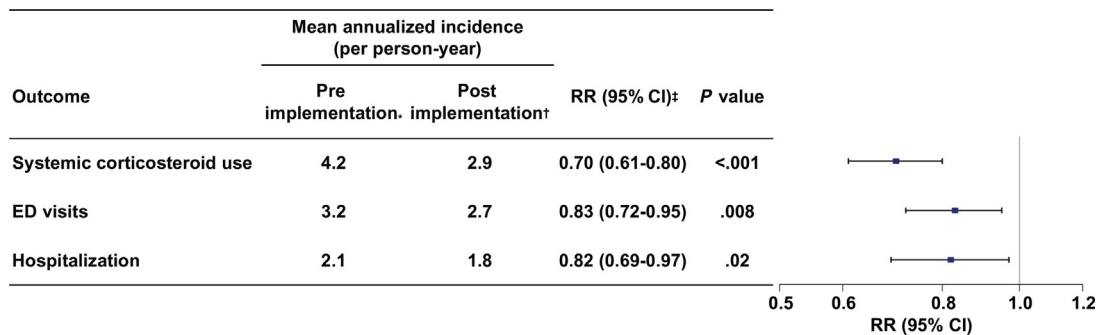 Mean annualized incidence
(per person-year)
Outcome Pre implementation* Post implementation† RR (95% CI)‡ P value
Systemic corticosteroid use 4.2 2.9 0.70 (0.61-0.80) <.001
ED visits 3.2 2.7 0.83 (0.72-0.95) .008
Hospitalization 2.1 1.8 0.82 (0.69-0.97) .02
0.5 0.6 0.8 1.0 1.2
RR (95% CI)